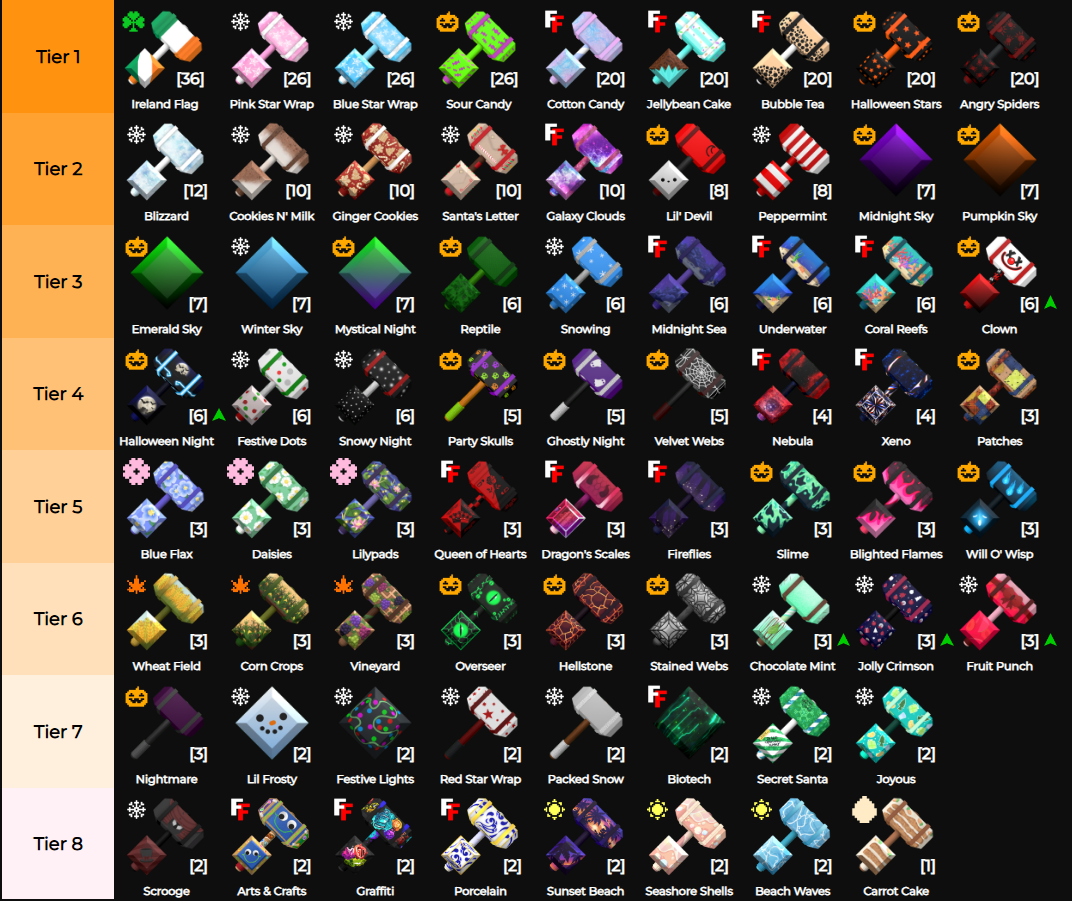 Tier 1
[36] [26] [26] [26] [20] [20] [20] [20] [20]
Ireland Flag Pink Star Wrap Blue Star Wrap Sour Candy Cotton Candy Jellybean Cake Bubble Tea Halloween Stars Angry Spiders
Tier 2
[12] [10] [10] [10] [10] [8] [8] [7] [7]
Blizzard Cookies N' Milk Ginger Cookies Santa's Letter Galaxy Clouds Lil' Devil Peppermint Midnight Sky Pumpkin Sky
Tier 3
[7] [7] [7] [6] [6] [6] [6] [6] [6]
Emerald Sky Winter Sky Mystical Night Reptile Snowing Midnight Sea Underwater Coral Reefs Clown
Tier 4
[6] [6] [6] [5] [5] [5] [4] [4] [3]
Halloween Night Festive Dots Snowy Night Party Skulls Ghostly Night Velvet Webs Nebula Xeno Patches
Tier 5
[3] [3] [3] [3] [3] [3] [3] [3] [3]
Blue Flax Daisies Lilypads Queen of Hearts Dragon's Scales Fireflies Slime Blighted Flames Will O' Wisp
Tier 6
[3] [3] [3] [3] [3] [3] [3] [3] [3]
Wheat Field Corn Crops Vineyard Overseer Hellstone Stained Webs Chocolate Mint Jolly Crimson Fruit Punch
Tier 7
[3] [2] [2] [2] [2] [2] [2] [2]
Nightmare Lil Frosty Festive Lights Red Star Wrap Packed Snow Biotech Secret Santa Joyous
Tier 8
[2] [2] [2] [2] [2] [2] [2] [1]
Scrooge Arts & Crafts Graffiti Porcelain Sunset Beach Seashore Shells Beach Waves Carrot Cake